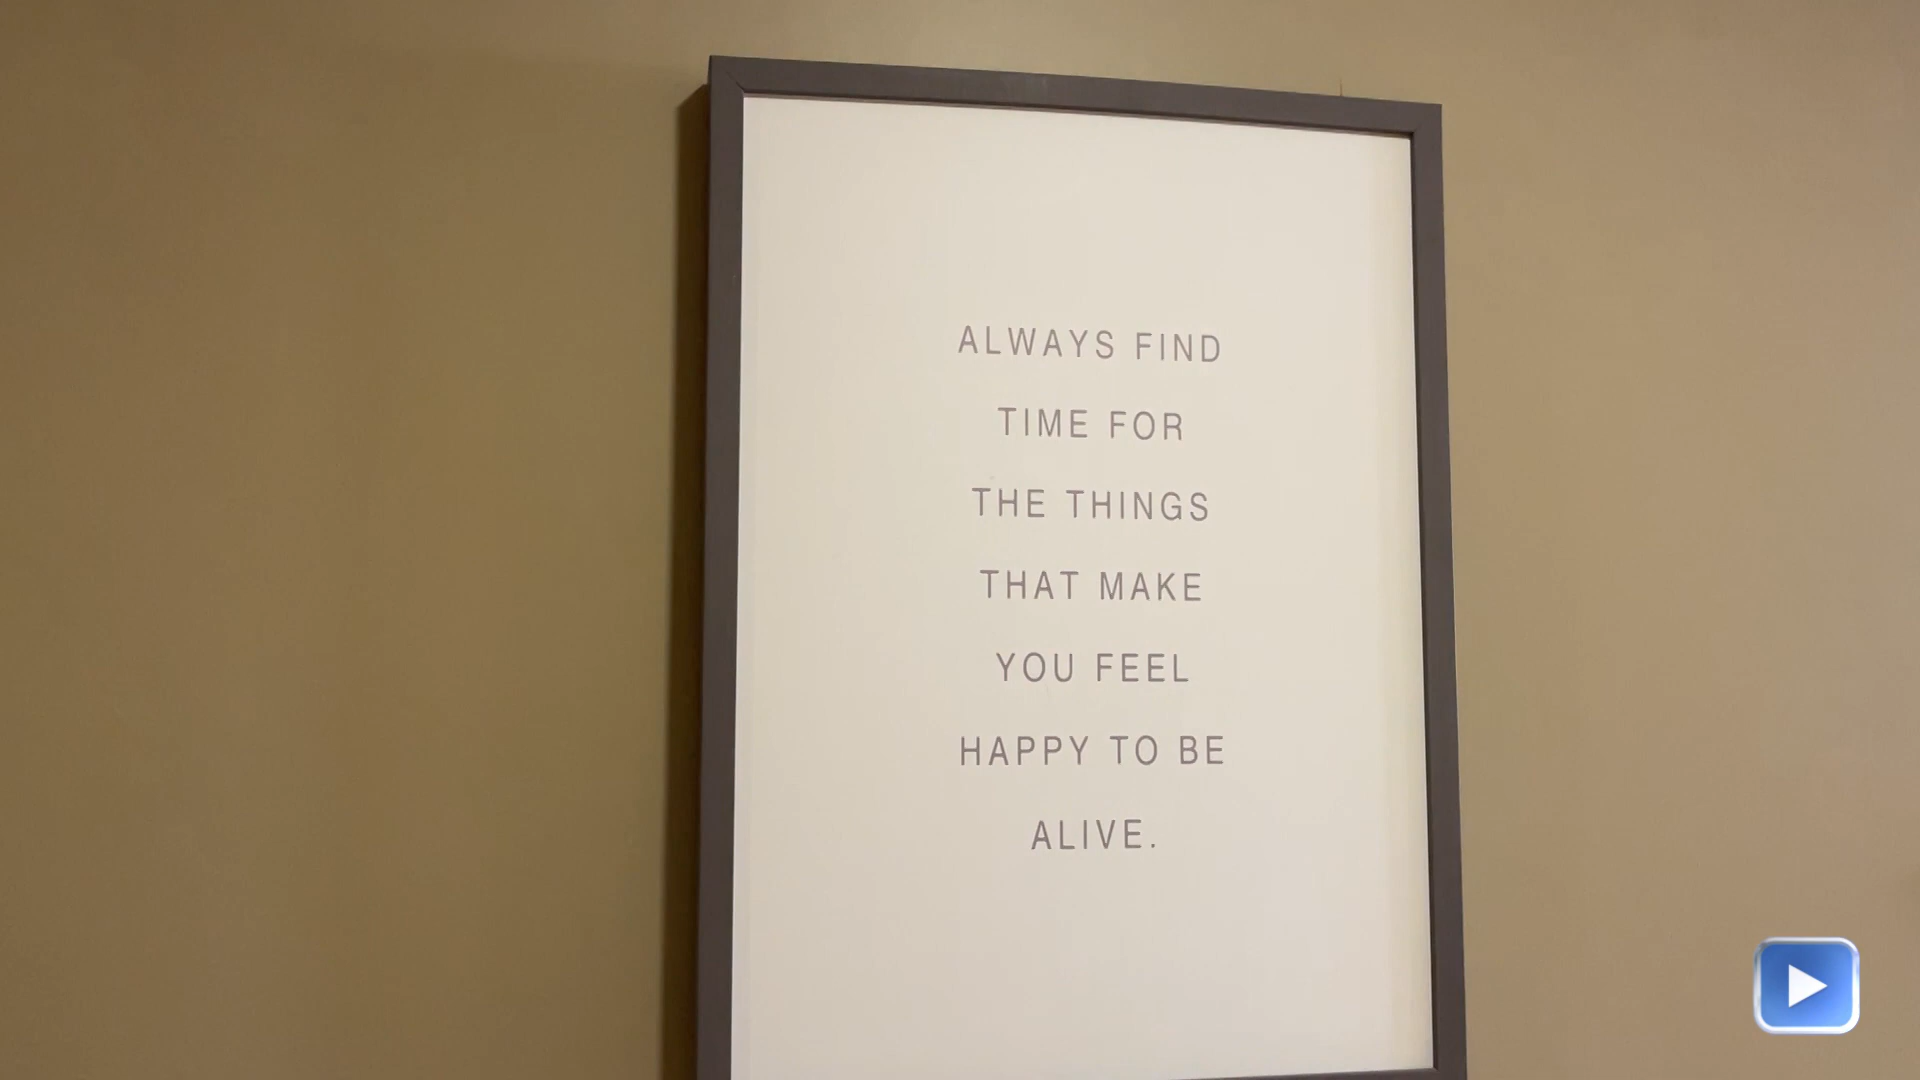 ALWAYS FIND
TIME FOR
THE THINGS
THAT MAKE
YOU FEEL
HAPPY TO BE
ALIVE.